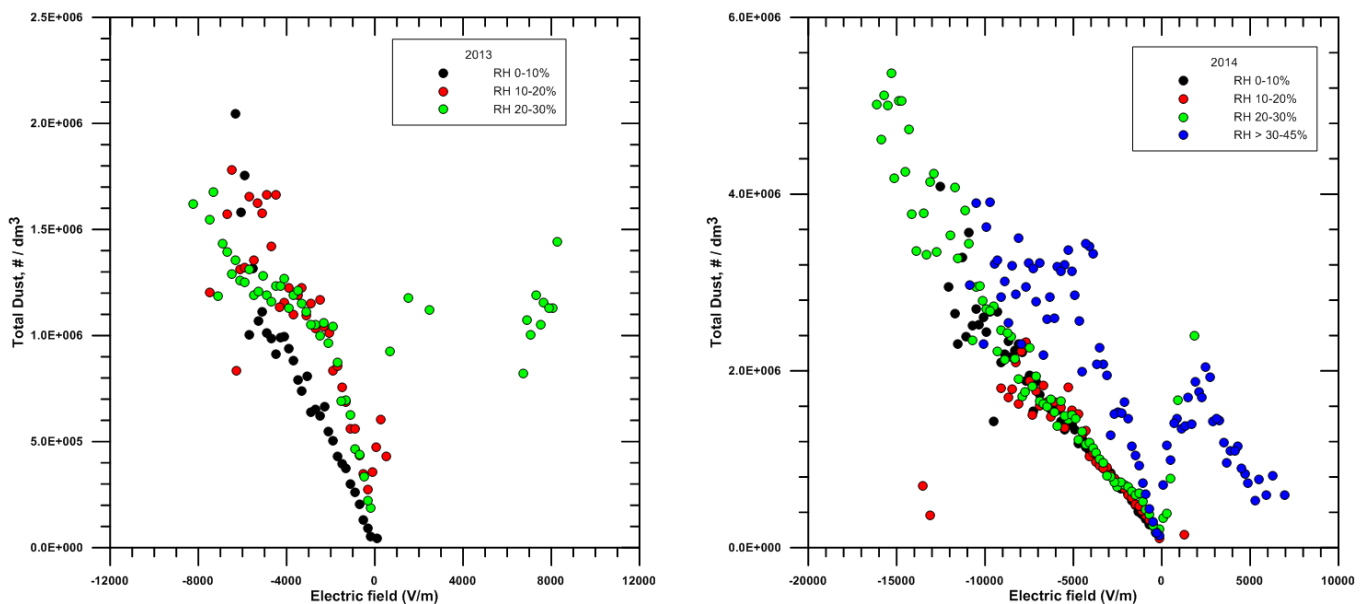 2.5E+006
2.0E+006
1.5E+006
1.0E+006
5.0E+005
0.0E+000
Total Dust, # / dm3
-12000 -8000 -4000 0 4000 8000 12000
Electric field (V/m)
2013
RH 0-10%
RH 10-20%
RH 20-30%
6.0E+006
4.0E+006
2.0E+006
0.0E+000
Total Dust, # / dm3
-20000 -15000 -10000 -5000 0 5000 10000
Electric field (V/m)
2014
RH 0-10%
RH 10-20%
RH 20-30%
RH > 30-45%